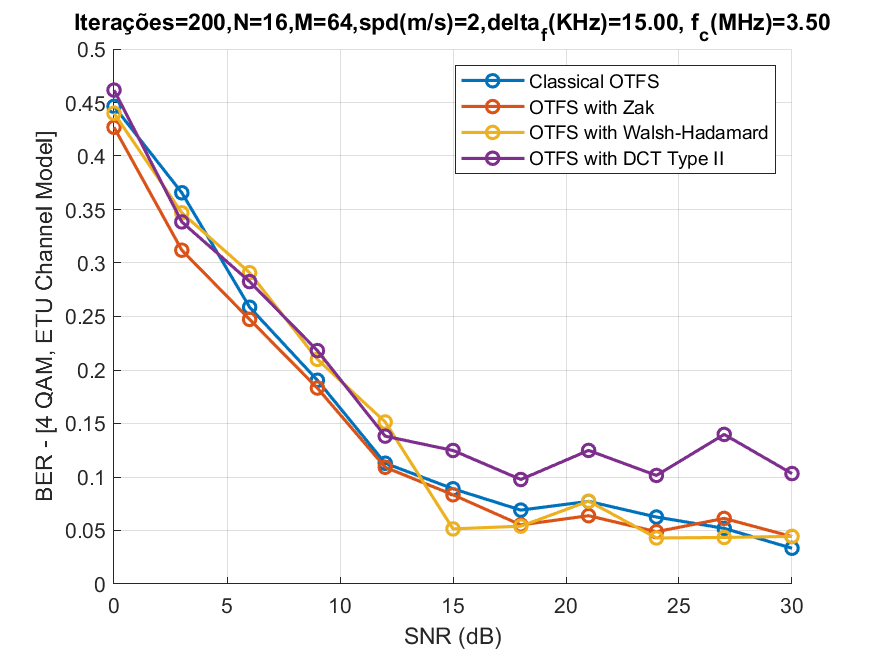 Iterações=200,N=16,M=64,spd(m/s)=2,delta_f(KHz)=15.00, f_c(MHz)=3.50
0.5
0.45
0.4
0.35
0.3
0.25
0.2
0.15
0.1
0.05
0
BER - [4 QAM, ETU Channel Model]
Classical OTFS
OTFS with Zak
OTFS with Walsh-Hadamard
OTFS with DCT Type II
0 5 10 15 20 25 30
SNR (dB)